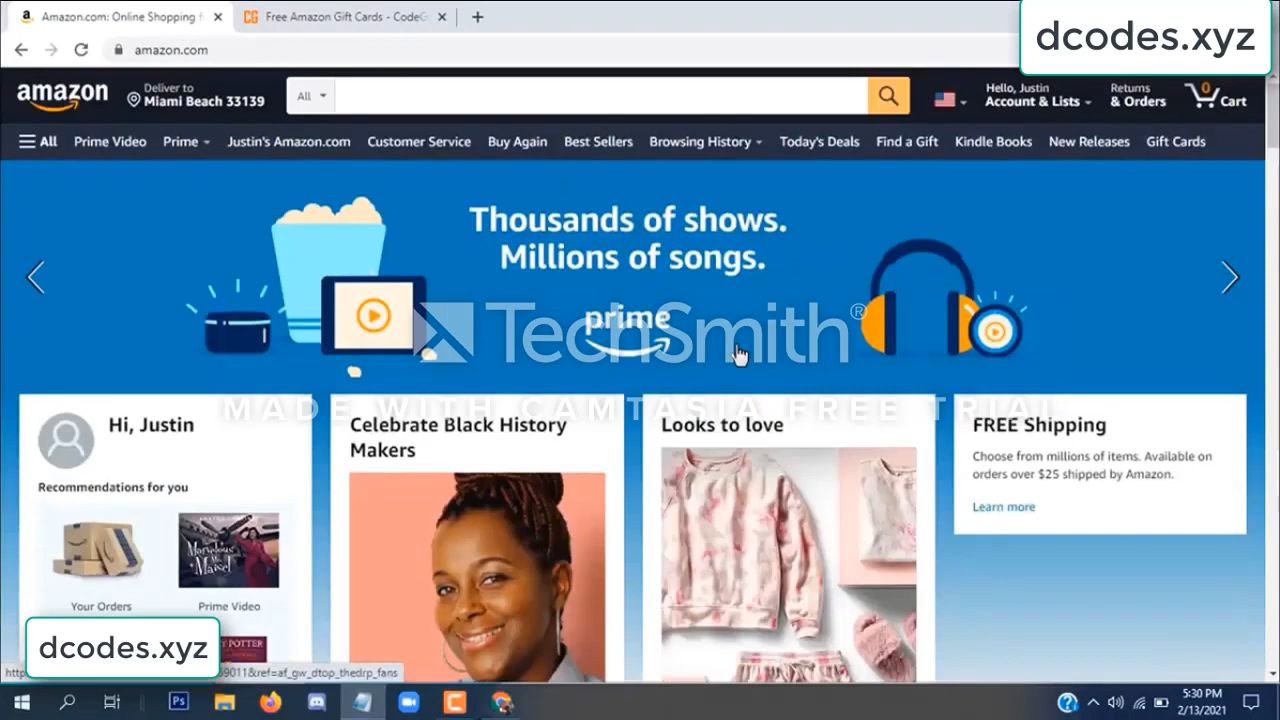 Amazon.com: Online Shopping f
Free Amazon Gift Cards - CodeG
dcodes.xyz
amazon.com
amazon
Deliver to
Miami Beach 33139
All
Hello, Justin
Account & Lists
Returns
& Orders
0
Cart
All
Prime Video
Prime
Justin's Amazon.com
Customer Service
Buy Again
Best Sellers
Browsing History
Today's Deals
Find a Gift
Kindle Books
New Releases
Gift Cards
Thousands of shows.
Millions of songs.
prime
TechSmith®
MADE WITH CAMTASIA FREE TRIAL
Hi, Justin
Recommendations for you
Your Orders
Prime Video
Celebrate Black History
Makers
Looks to love
FREE Shipping
Choose from millions of items. Available on
orders over $25 shipped by Amazon.
Learn more
dcodes.xyz
9011&ref=af_gw_dtop_thedrp_fans
Ps
5:30 PM
2/13/2021